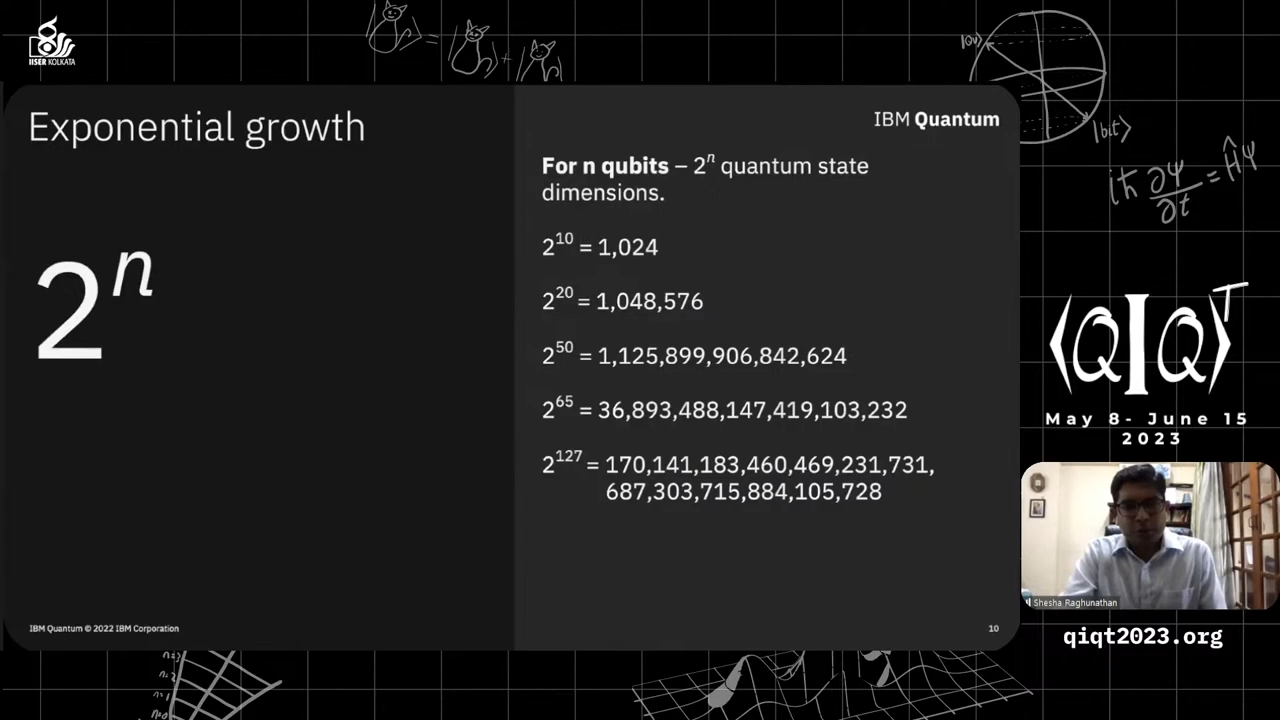 IISER KOLKATA
Exponential growth
IBM Quantum
2ⁿ
For n qubits – 2ⁿ quantum state
dimensions.
2¹⁰ = 1,024
2²⁰ = 1,048,576
2⁵⁰ = 1,125,899,906,842,624
2⁶⁵ = 36,893,488,147,419,103,232
2¹²⁷ = 170,141,183,460,469,231,731,
687,303,715,884,105,728
IBM Quantum © 2022 IBM Corporation
10
|bit⟩
iħ ∂ψ/∂t = Ĥψ
⟨QIQ⟩ᵀ
May 8- June 15
2023
Shesha Raghunathan
qiqt2023.org
n=2
n=1
n=0